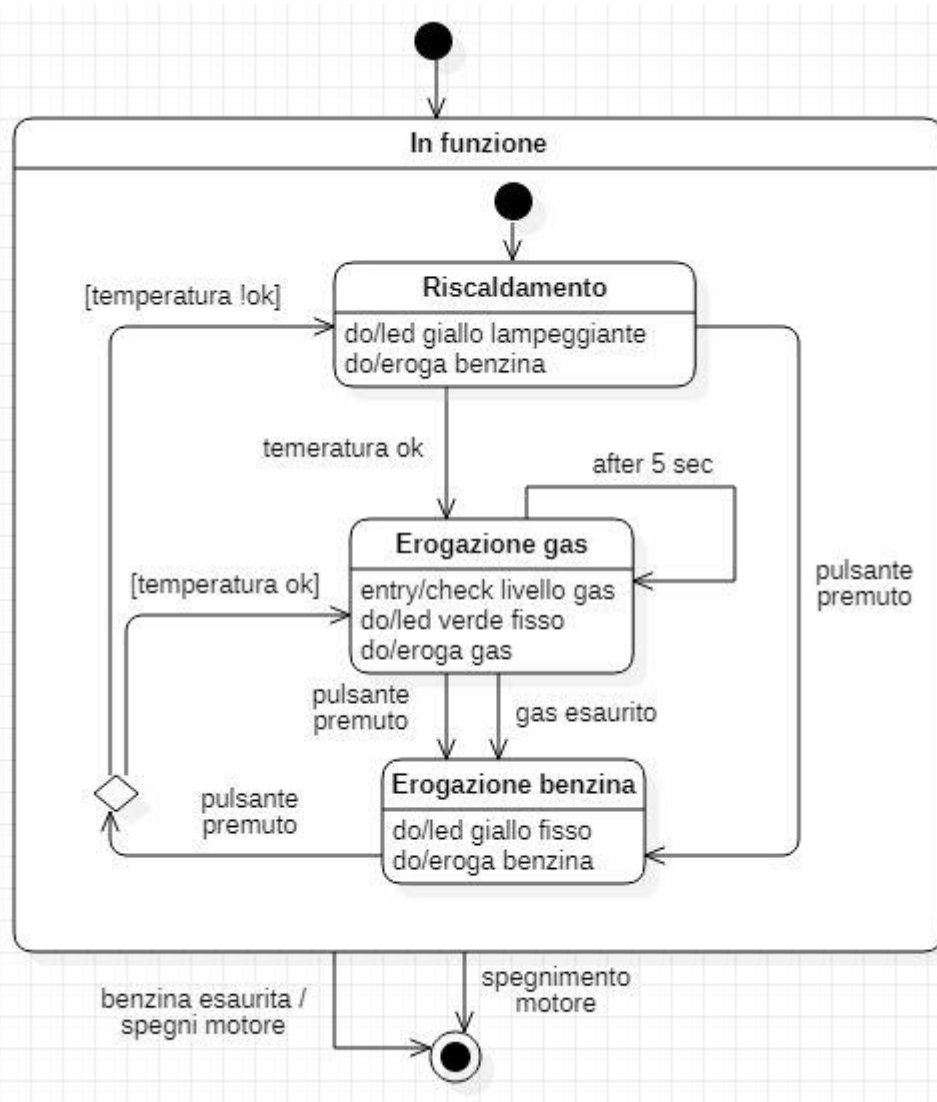 In funzione
Riscaldamento
[temperatura !ok]
do/led giallo lampeggiante
do/eroga benzina
temeratura ok
after 5 sec
Erogazione gas
[temperatura ok]
entry/check livello gas
do/led verde fisso
do/eroga gas
pulsante
premuto
pulsante
premuto
gas esaurito
Erogazione benzina
pulsante
premuto
do/led giallo fisso
do/eroga benzina
benzina esaurita /
spegni motore
spegnimento
motore